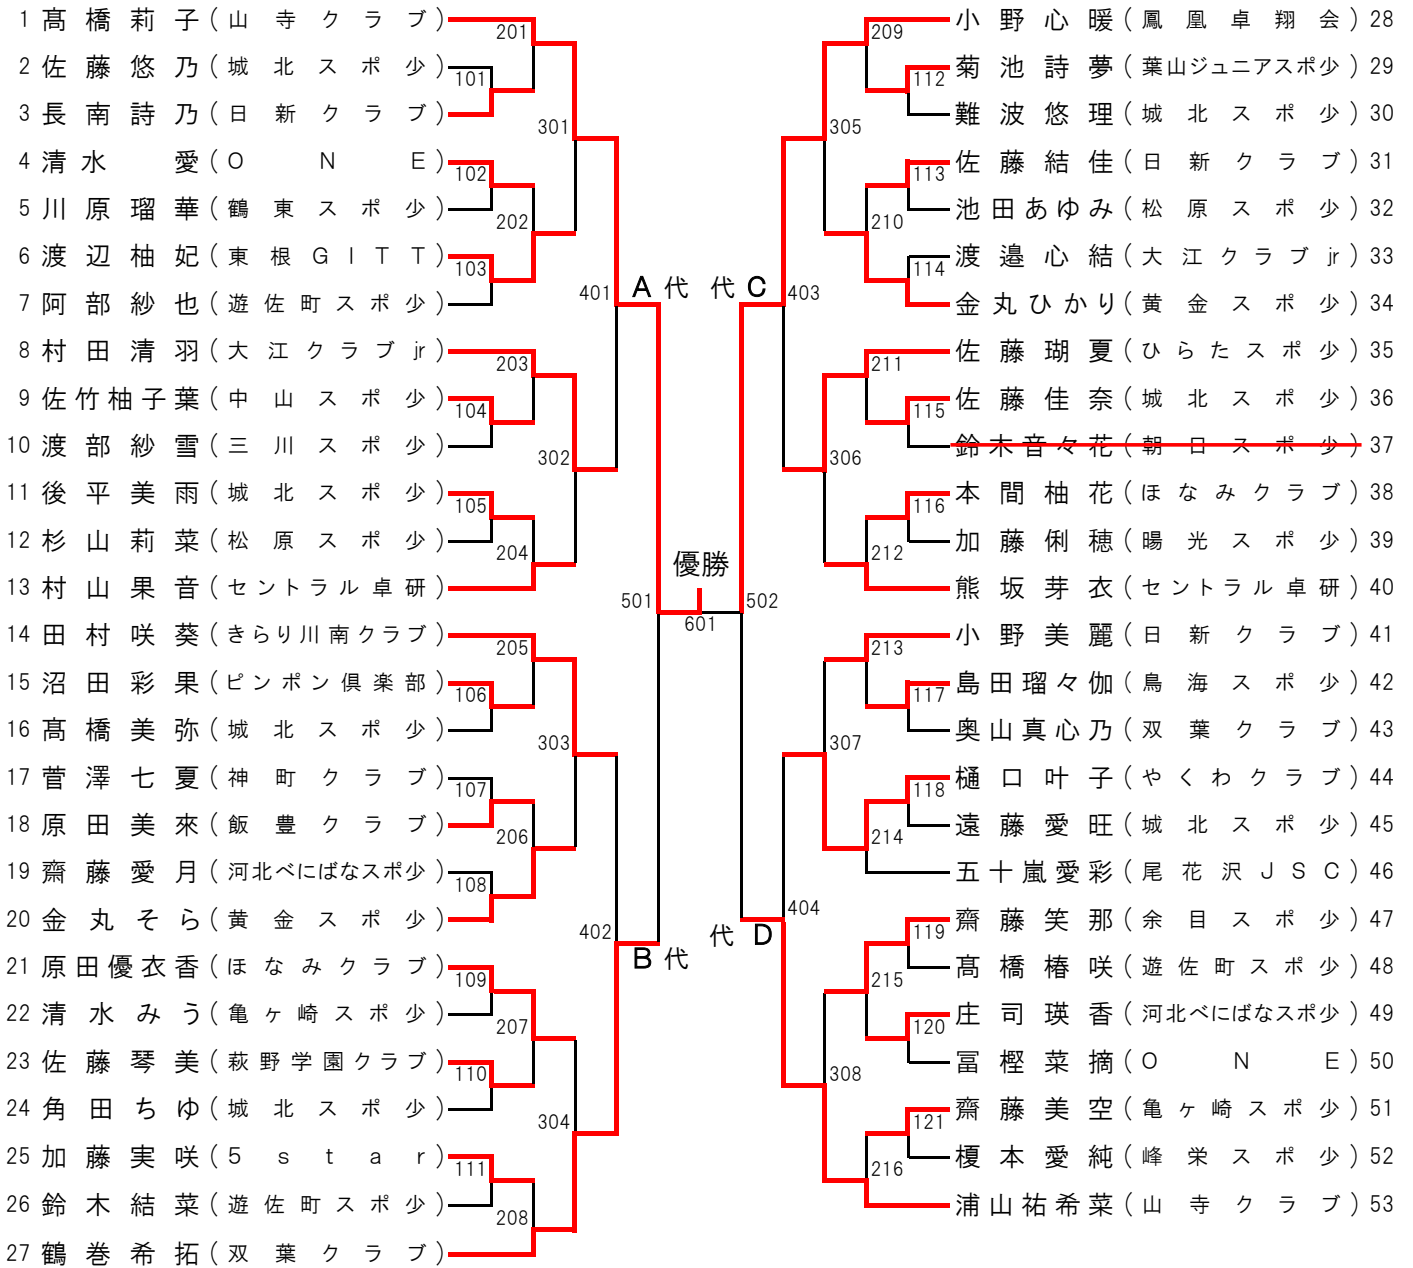 1 髙橋莉子(山寺クラブ)
2 佐藤悠乃(城北スポ少)
3 長南詩乃(日新クラブ)
4 清水 愛(ONE)
5 川原瑠華(鶴東スポ少)
6 渡辺柚妃(東根GITT)
7 阿部紗也(遊佐町スポ少)
8 村田清羽(大江クラブjr)
9 佐竹柚子葉(中山スポ少)
10 渡部紗雪(三川スポ少)
11 後平美雨(城北スポ少)
12 杉山莉菜(松原スポ少)
13 村山果音(セントラル卓研)
14 田村咲葵(きらり川南クラブ)
15 沼田彩果(ピンポン倶楽部)
16 髙橋美弥(城北スポ少)
17 菅澤七夏(神町クラブ)
18 原田美來(飯豊クラブ)
19 齋藤愛月(河北べにばなスポ少)
20 金丸そら(黄金スポ少)
21 原田優衣香(ほなみクラブ)
22 清水みう(亀ヶ崎スポ少)
23 佐藤琴美(萩野学園クラブ)
24 角田ちゆ(城北スポ少)
25 加藤実咲(5star)
26 鈴木結菜(遊佐町スポ少)
27 鶴巻希拓(双葉クラブ)
101
102
103
104
105
106
107
108
109
110
111
201
202
203
204
205
206
207
208
301
302
303
304
401
402
A代
B代
501
優勝
601
502
代C
代D
403
404
305
306
307
308
209
210
211
212
213
214
215
216
112
113
114
115
116
117
118
119
120
121
小野心暖(鳳凰卓翔会)28
菊池詩夢(葉山ジュニアスポ少)29
難波悠理(城北スポ少)30
佐藤結佳(日新クラブ)31
池田あゆみ(松原スポ少)32
渡邉心結(大江クラブjr)33
金丸ひかり(黄金スポ少)34
佐藤瑚夏(ひらたスポ少)35
佐藤佳奈(城北スポ少)36
鈴木音々花(朝日スポ少)37
本間柚花(ほなみクラブ)38
加藤俐穂(暘光スポ少)39
熊坂芽衣(セントラル卓研)40
小野美麗(日新クラブ)41
島田瑠々伽(鳥海スポ少)42
奥山真心乃(双葉クラブ)43
樋口叶子(やくわクラブ)44
遠藤愛旺(城北スポ少)45
五十嵐愛彩(尾花沢JSC)46
齋藤笑那(余目スポ少)47
髙橋椿咲(遊佐町スポ少)48
庄司瑛香(河北べにばなスポ少)49
冨樫菜摘(ONE)50
齋藤美空(亀ヶ崎スポ少)51
榎本愛純(峰栄スポ少)52
浦山祐希菜(山寺クラブ)53